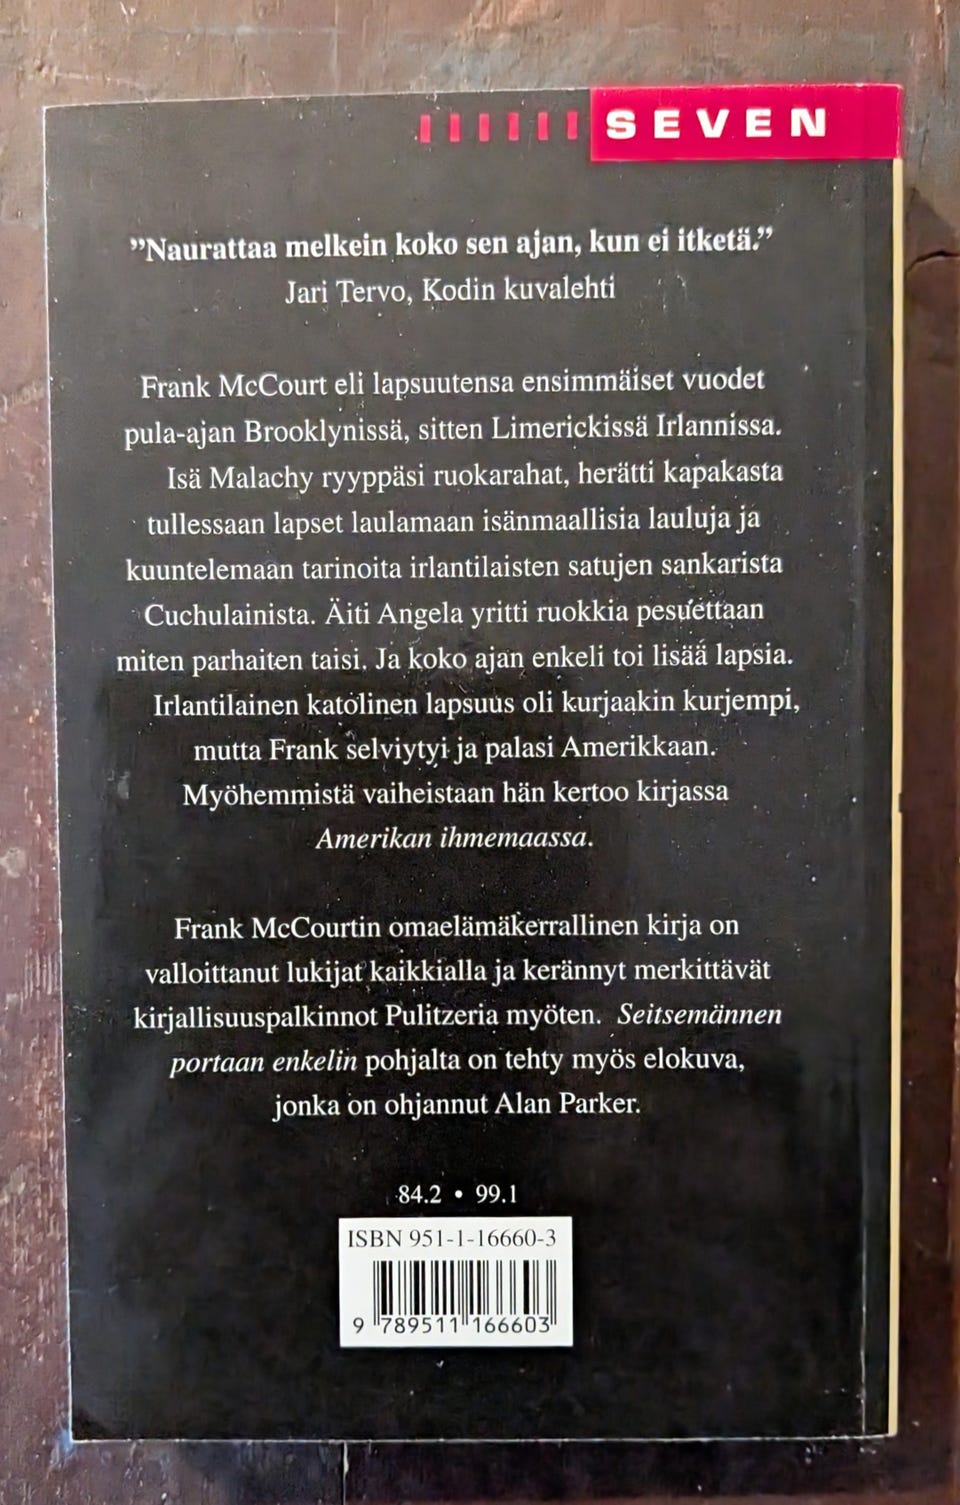 SEVEN
”Naurattaa melkein koko sen ajan, kun ei itketä.”
Jari Tervo, Kodin kuvalehti
Frank McCourt eli lapsuutensa ensimmäiset vuodet
pula-ajan Brooklynissä, sitten Limerickissä Irlannissa.
Isä Malachy ryyppäsi ruokarahat, herätti kapakasta
tullessaan lapset laulamaan isänmaallisia lauluja ja
kuuntelemaan tarinoita irlantilaisten satujen sankarista
Cuchulainista. Äiti Angela yritti ruokkia pesuettaan
miten parhaiten taisi. Ja koko ajan enkeli toi lisää lapsia.
Irlantilainen katolinen lapsuus oli kurjaakin kurjempi,
mutta Frank selviytyi ja palasi Amerikkaan.
Myöhemmistä vaiheistaan hän kertoo kirjassa
Amerikan ihmemaassa.
Frank McCourtin omaelämäkerrallinen kirja on
valloittanut lukijat kaikkialla ja kerännyt merkittävät
kirjallisuuspalkinnot Pulitzeria myöten. Seitsemännen
portaan enkelin pohjalta on tehty myös elokuva,
jonka on ohjannut Alan Parker.
84.2 • 99.1
ISBN 951-1-16660-3
9 789511 166603